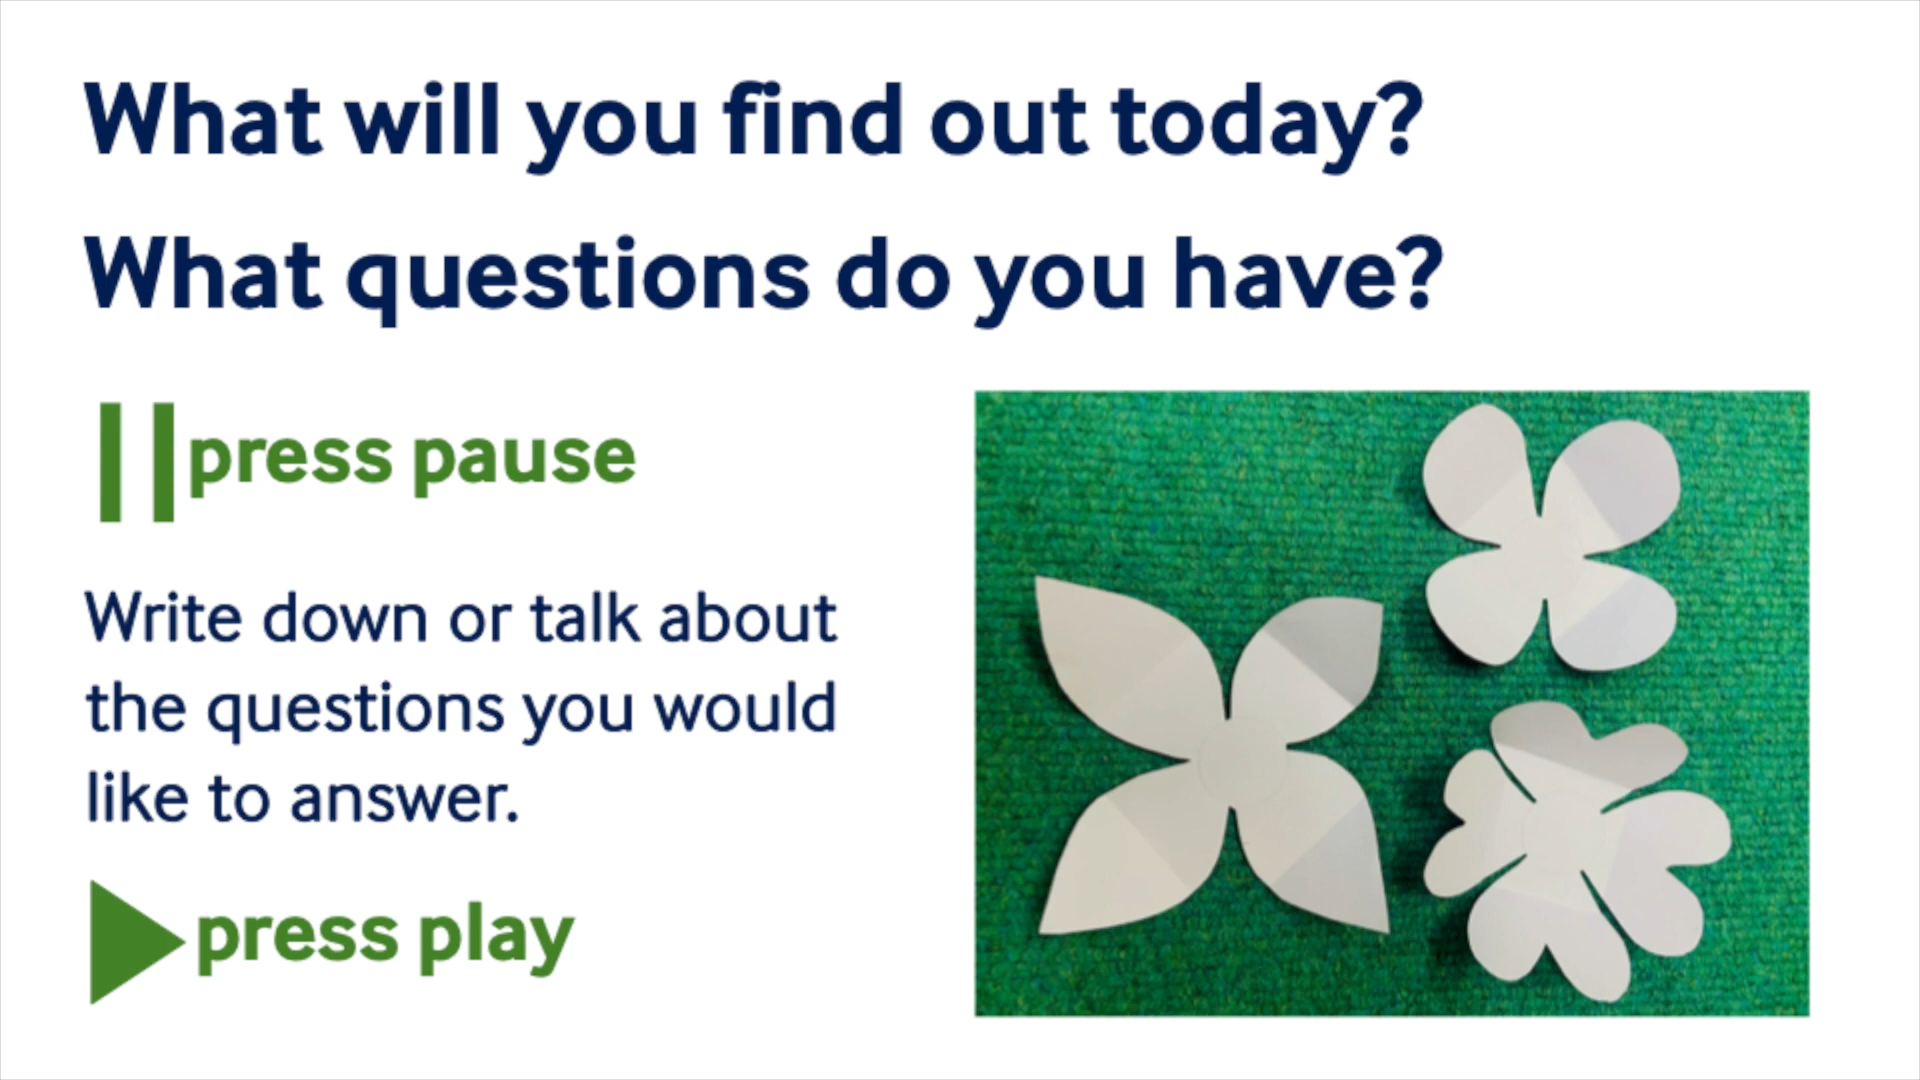 What will you find out today?
What questions do you have?
press pause
Write down or talk about
the questions you would
like to answer.
press play